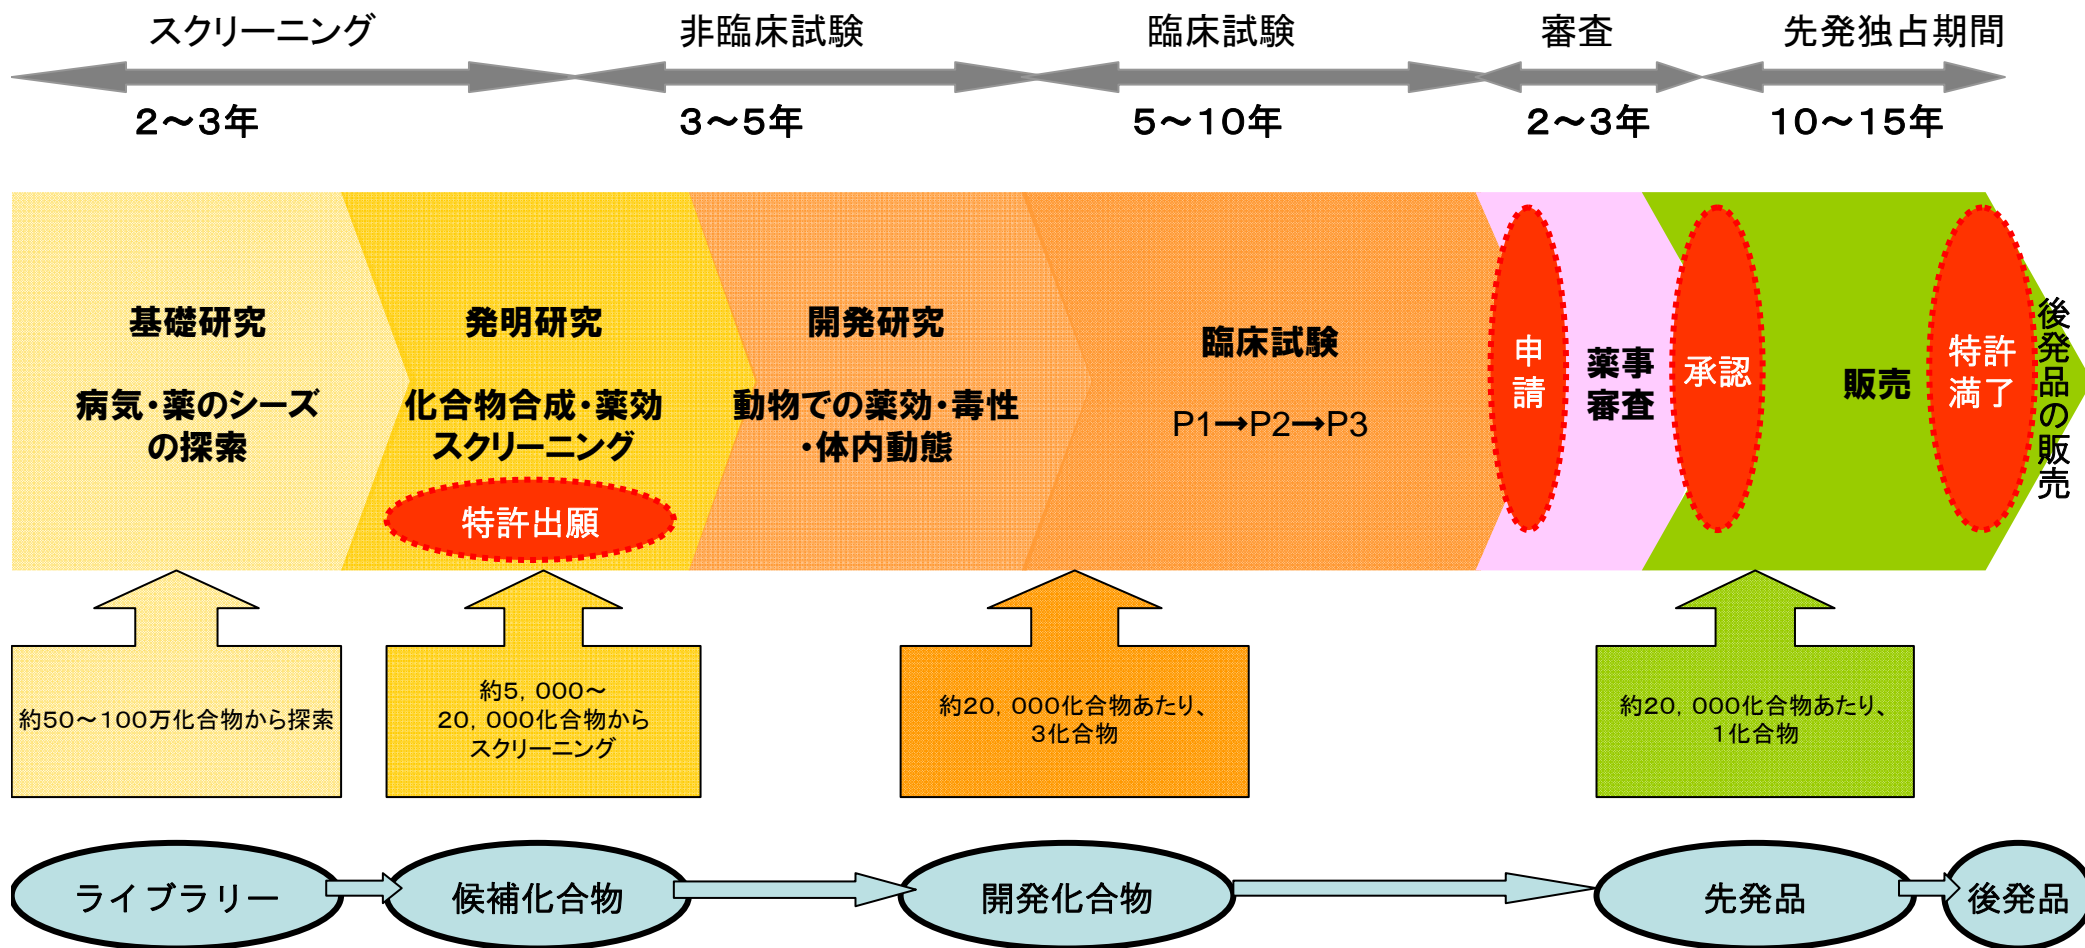 スクリーニング
非臨床試験
臨床試験
審査
先発独占期間
2～3年
3～5年
5～10年
2～3年
10～15年
基礎研究
病気・薬のシーズ
の探索
発明研究
化合物合成・薬効
スクリーニング
特許出願
開発研究
動物での薬効・毒性
・体内動態
臨床試験
P1→P2→P3
申
請
薬事
審査
承認
販売
特許
満了
後発品の販売
約50～100万化合物から探索
約5，000～
20，000化合物から
スクリーニング
約20，000化合物あたり、
3化合物
約20，000化合物あたり、
1化合物
ライブラリー
候補化合物
開発化合物
先発品
後発品